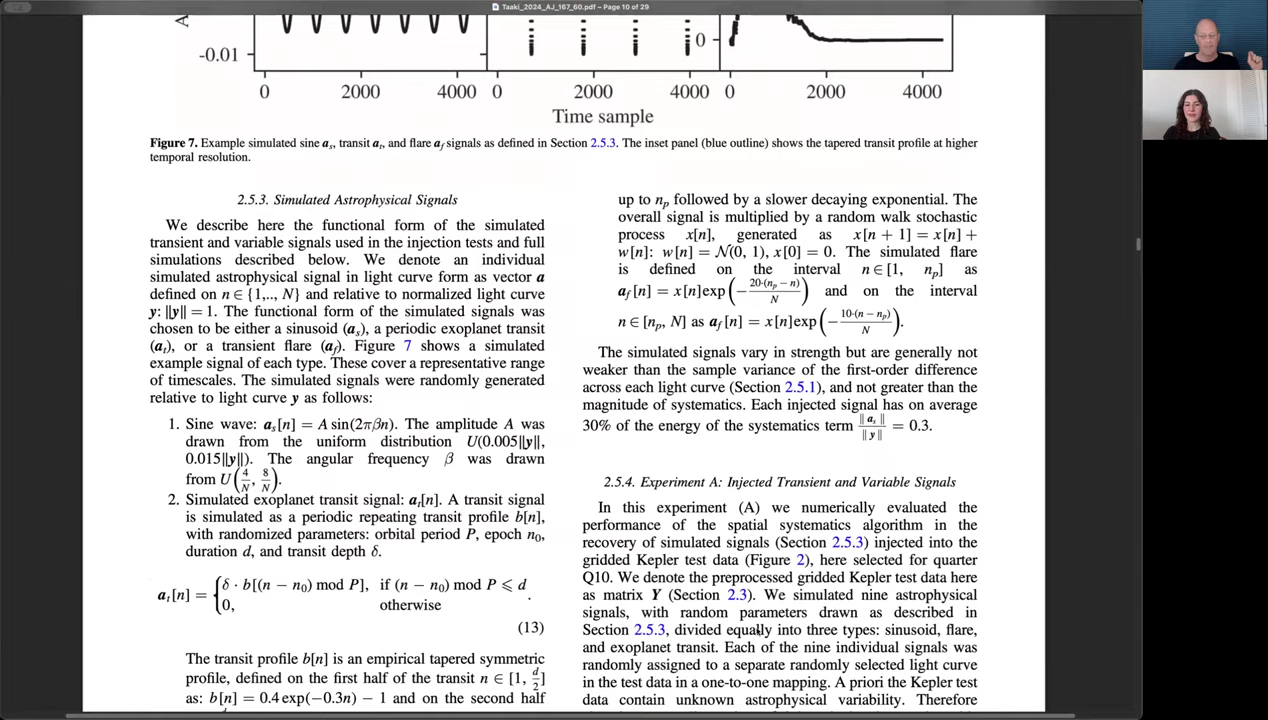 Taaki_2024_AJ_167_60.pdf – Page 10 of 29
-0.01
0
0 2000 4000 0 2000 4000 0 2000 4000
Time sample
Figure 7. Example simulated sine aₛ, transit aₜ, and flare a_f signals as defined in Section 2.5.3. The inset panel (blue outline) shows the tapered transit profile at higher
temporal resolution.
2.5.3. Simulated Astrophysical Signals
We describe here the functional form of the simulated
transient and variable signals used in the injection tests and full
simulations described below. We denote an individual
simulated astrophysical signal in light curve form as vector a
defined on n ∈ {1,.., N} and relative to normalized light curve
y: ||y|| = 1. The functional form of the simulated signals was
chosen to be either a sinusoid (aₛ), a periodic exoplanet transit
(aₜ), or a transient flare (a_f). Figure 7 shows a simulated
example signal of each type. These cover a representative range
of timescales. The simulated signals were randomly generated
relative to light curve y as follows:
1. Sine wave: aₛ[n] = A sin(2πβn). The amplitude A was
drawn from the uniform distribution U(0.005||y||,
0.015||y||). The angular frequency β was drawn
from U(4/N, 8/N).
2. Simulated exoplanet transit signal: aₜ[n]. A transit signal
is simulated as a periodic repeating transit profile b[n],
with randomized parameters: orbital period P, epoch n₀,
duration d, and transit depth δ.
aₜ[n] = { δ · b[(n − n₀) mod P], if (n − n₀) mod P ⩽ d
0, otherwise .
(13)
The transit profile b[n] is an empirical tapered symmetric
profile, defined on the first half of the transit n ∈ [1, d/2]
as: b[n] = 0.4 exp(−0.3n) − 1 and on the second half
up to nₚ followed by a slower decaying exponential. The
overall signal is multiplied by a random walk stochastic
process x[n], generated as x[n + 1] = x[n] +
w[n]: w[n] = N(0, 1), x[0] = 0. The simulated flare
is defined on the interval n ∈ [1, nₚ] as
a_f[n] = x[n]exp(−20·(nₚ − n)/N) and on the interval
n ∈ [nₚ, N] as a_f[n] = x[n]exp(−10·(n − nₚ)/N).
The simulated signals vary in strength but are generally not
weaker than the sample variance of the first-order difference
across each light curve (Section 2.5.1), and not greater than the
magnitude of systematics. Each injected signal has on average
30% of the energy of the systematics term ||aₛ||/||y|| = 0.3.
2.5.4. Experiment A: Injected Transient and Variable Signals
In this experiment (A) we numerically evaluated the
performance of the spatial systematics algorithm in the
recovery of simulated signals (Section 2.5.3) injected into the
gridded Kepler test data (Figure 2), here selected for quarter
Q10. We denote the preprocessed gridded Kepler test data here
as matrix Y (Section 2.3). We simulated nine astrophysical
signals, with random parameters drawn as described in
Section 2.5.3, divided equally into three types: sinusoid, flare,
and exoplanet transit. Each of the nine individual signals was
randomly assigned to a separate randomly selected light curve
in the test data in a one-to-one mapping. A priori the Kepler test
data contain unknown astrophysical variability. Therefore